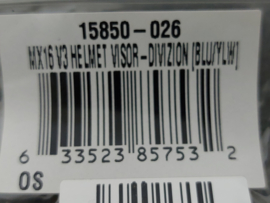 15850-026
MX16 V3 HELMET VISOR-DIVIZION [BLU/YLW]
6 33523 85753 2
OS